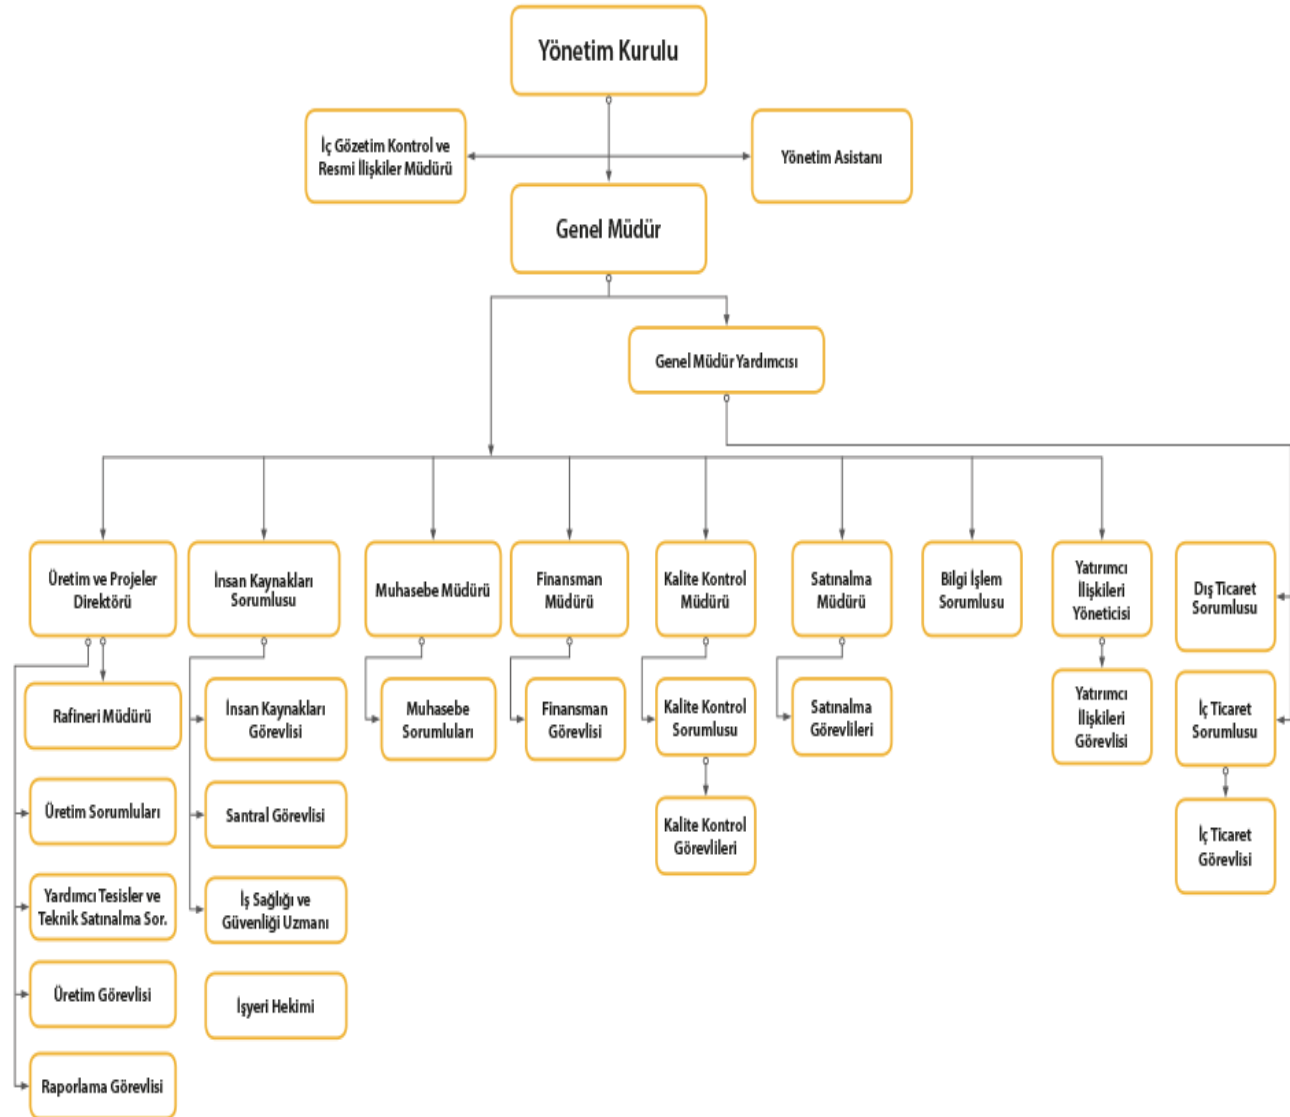 Yönetim Kurulu
İç Gözetim Kontrol ve
Resmi İlişkiler Müdürü
Yönetim Asistanı
Genel Müdür
Genel Müdür Yardımcısı
Üretim ve Projeler
Direktörü
İnsan Kaynakları
Sorumlusu
Muhasebe Müdürü
Finansman
Müdürü
Kalite Kontrol
Müdürü
Satınalma
Müdürü
Bilgi İşlem
Sorumlusu
Yatırımcı
İlişkileri
Yöneticisi
Dış Ticaret
Sorumlusu
Rafineri Müdürü
İnsan Kaynakları
Görevlisi
Muhasebe
Sorumluları
Finansman
Görevlisi
Kalite Kontrol
Sorumlusu
Satınalma
Görevlileri
Yatırımcı
İlişkileri
Görevlisi
İç Ticaret
Sorumlusu
Üretim Sorumluları
Santral Görevlisi
Kalite Kontrol
Görevlileri
İç Ticaret
Görevlisi
Yardımcı Tesisler ve
Teknik Satınalma Sor.
İş Sağlığı ve
Güvenliği Uzmanı
Üretim Görevlisi
İşyeri Hekimi
Raporlama Görevlisi